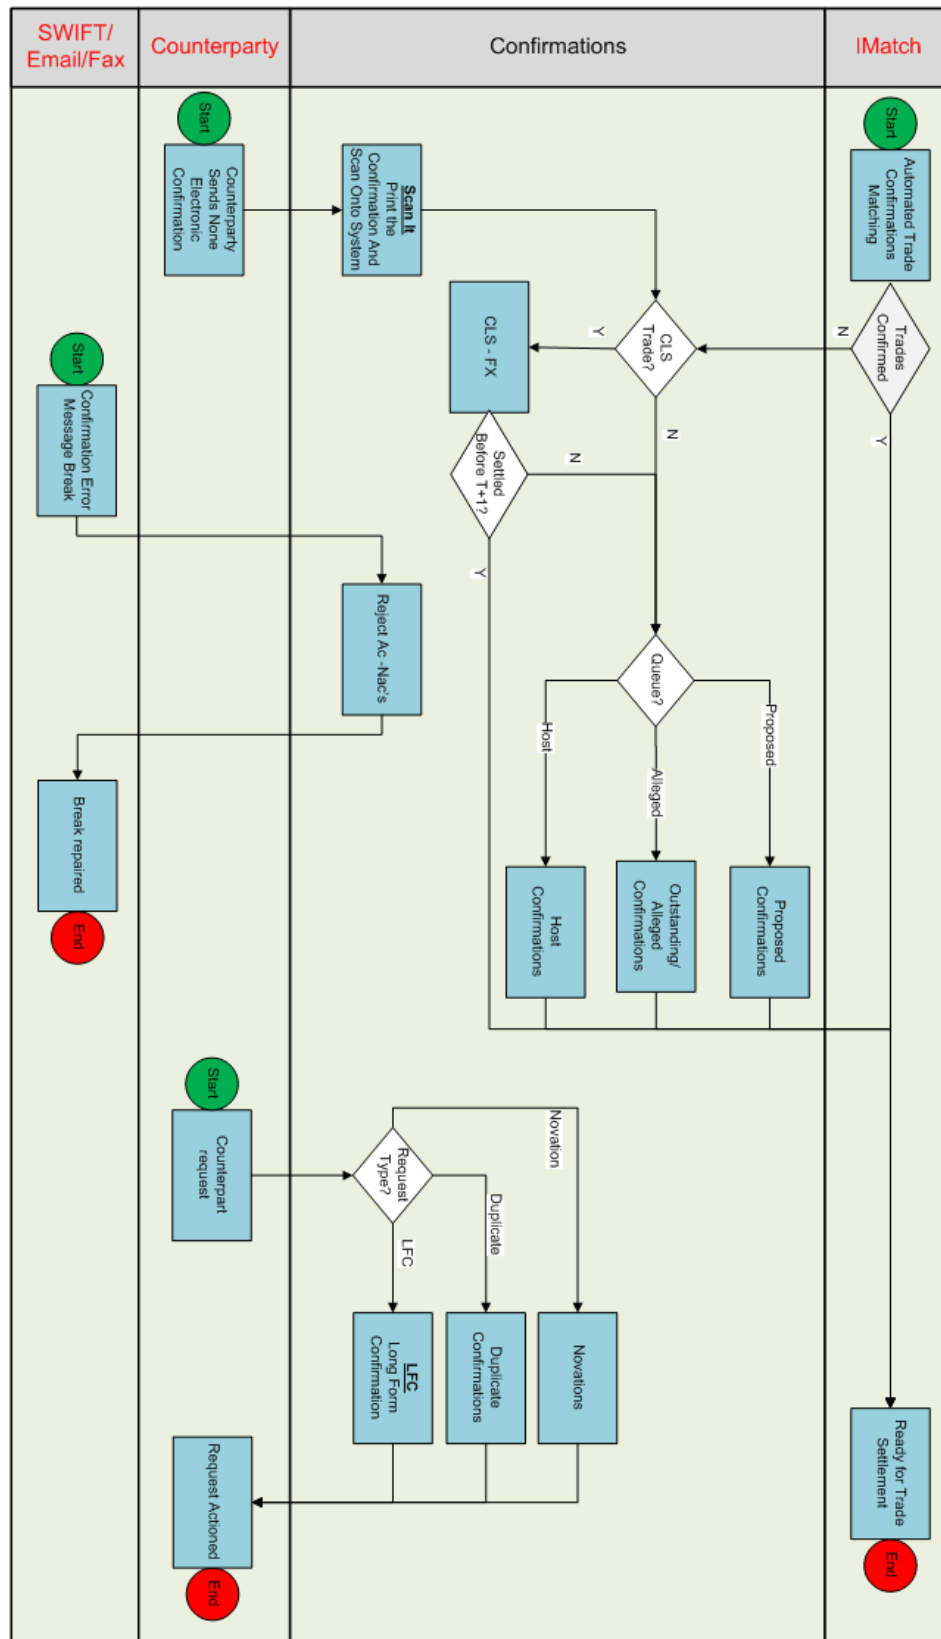 SWIFT/
Email/Fax
Counterparty
Confirmations
IMatch
Start
Automated Trade
Confirmations
Matching
Trades
Confirmed
N
Y
Start
Counterparty
Sends None
Electronic
Confirmation
Scan It
Print the
Confirmation And
Scan Onto System
CLS
Trade?
Y
N
CLS - FX
Settled
Before T+1?
N
Y
Start
Confirmation Error
Message Break
Reject Ac -Nac's
Break repaired
End
Queue?
Proposed
Alleged
Host
Proposed
Confirmations
Outstanding/
Alleged
Confirmations
Host
Confirmations
Start
Counterpart
request
Request
Type?
Novation
Duplicate
LFC
Novations
Duplicate
Confirmations
LFC
Long Form
Confirmation
Request Actioned
End
Ready for Trade
Settlement
End